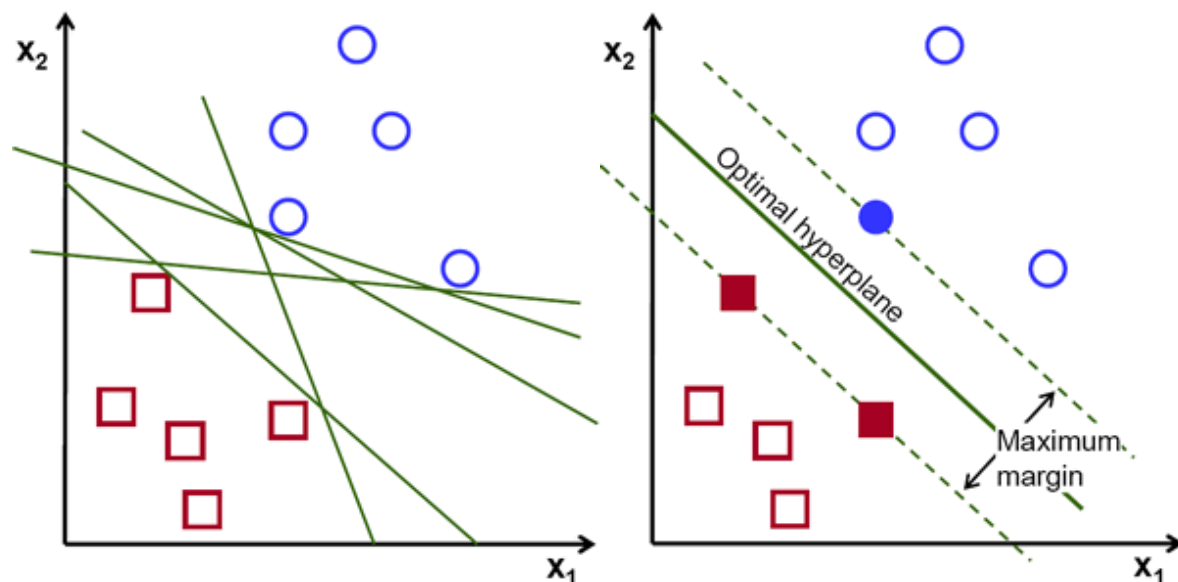 x₂
x₁
x₂
Optimal hyperplane
Maximum
margin
x₁